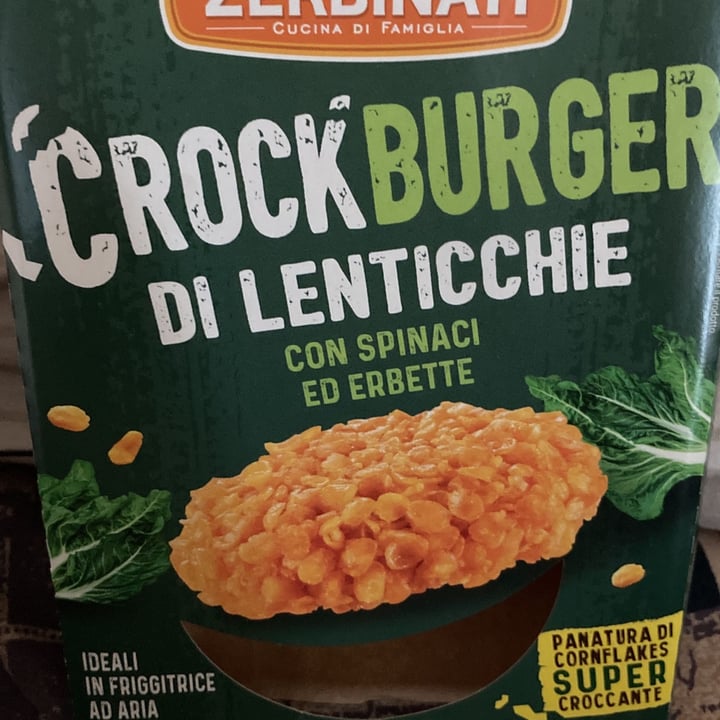 ZERBINATI
CUCINA DI FAMIGLIA
CROCKBURGER
DI LENTICCHIE
CON SPINACI
ED ERBETTE
IDEALI
IN FRIGGITRICE
AD ARIA
PANATURA DI
CORNFLAKES
SUPER
CROCCANTE